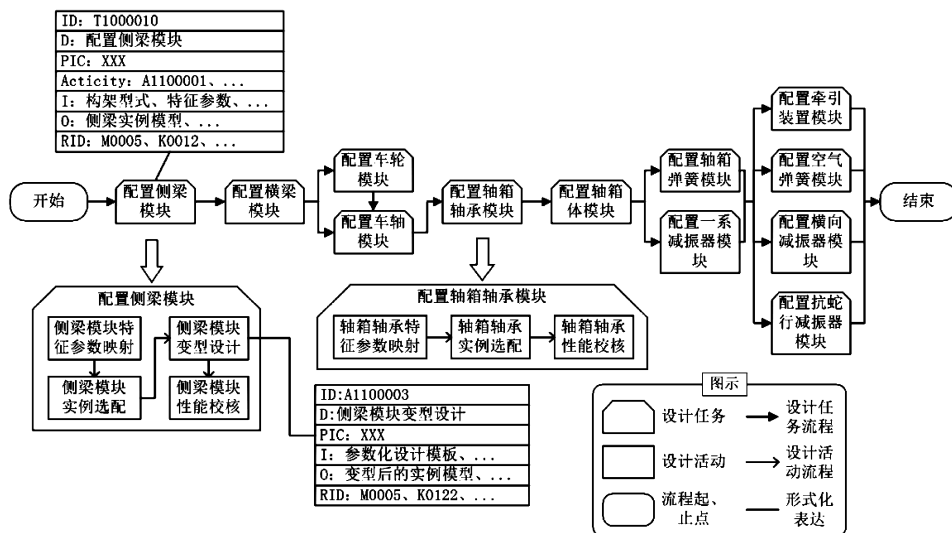 ID: T1000010
D: 配置侧梁模块
PIC: XXX
Acticity: A1100001、...
I: 构架型式、特征参数、...
O: 侧梁实例模型、...
RID: M0005、K0012、...
开始
配置侧梁
模块
配置横梁
模块
配置车轮
模块
配置车轴
模块
配置轴箱
轴承模块
配置轴箱
体模块
配置轴箱
弹簧模块
配置一系
减振器模
块
配置牵引
装置模块
配置空气
弹簧模块
配置横向
减振器模
块
配置抗蛇
行减振器
模块
结束
配置侧梁模块
侧梁模块特
征参数映射
侧梁模块
变型设计
侧梁模块
实例选配
侧梁模块
性能校核
配置轴箱轴承模块
轴箱轴承特
征参数映射
轴箱轴承
实例选配
轴箱轴承
性能校核
ID:A1100003
D:侧梁模块变型设计
PIC: XXX
I: 参数化设计模板、...
O: 变型后的实例模型、...
RID: M0005、K0122、...
图示
设计任务
设计任
务流程
设计活动
设计活
动流程
流程起、
止点
形式化
表达